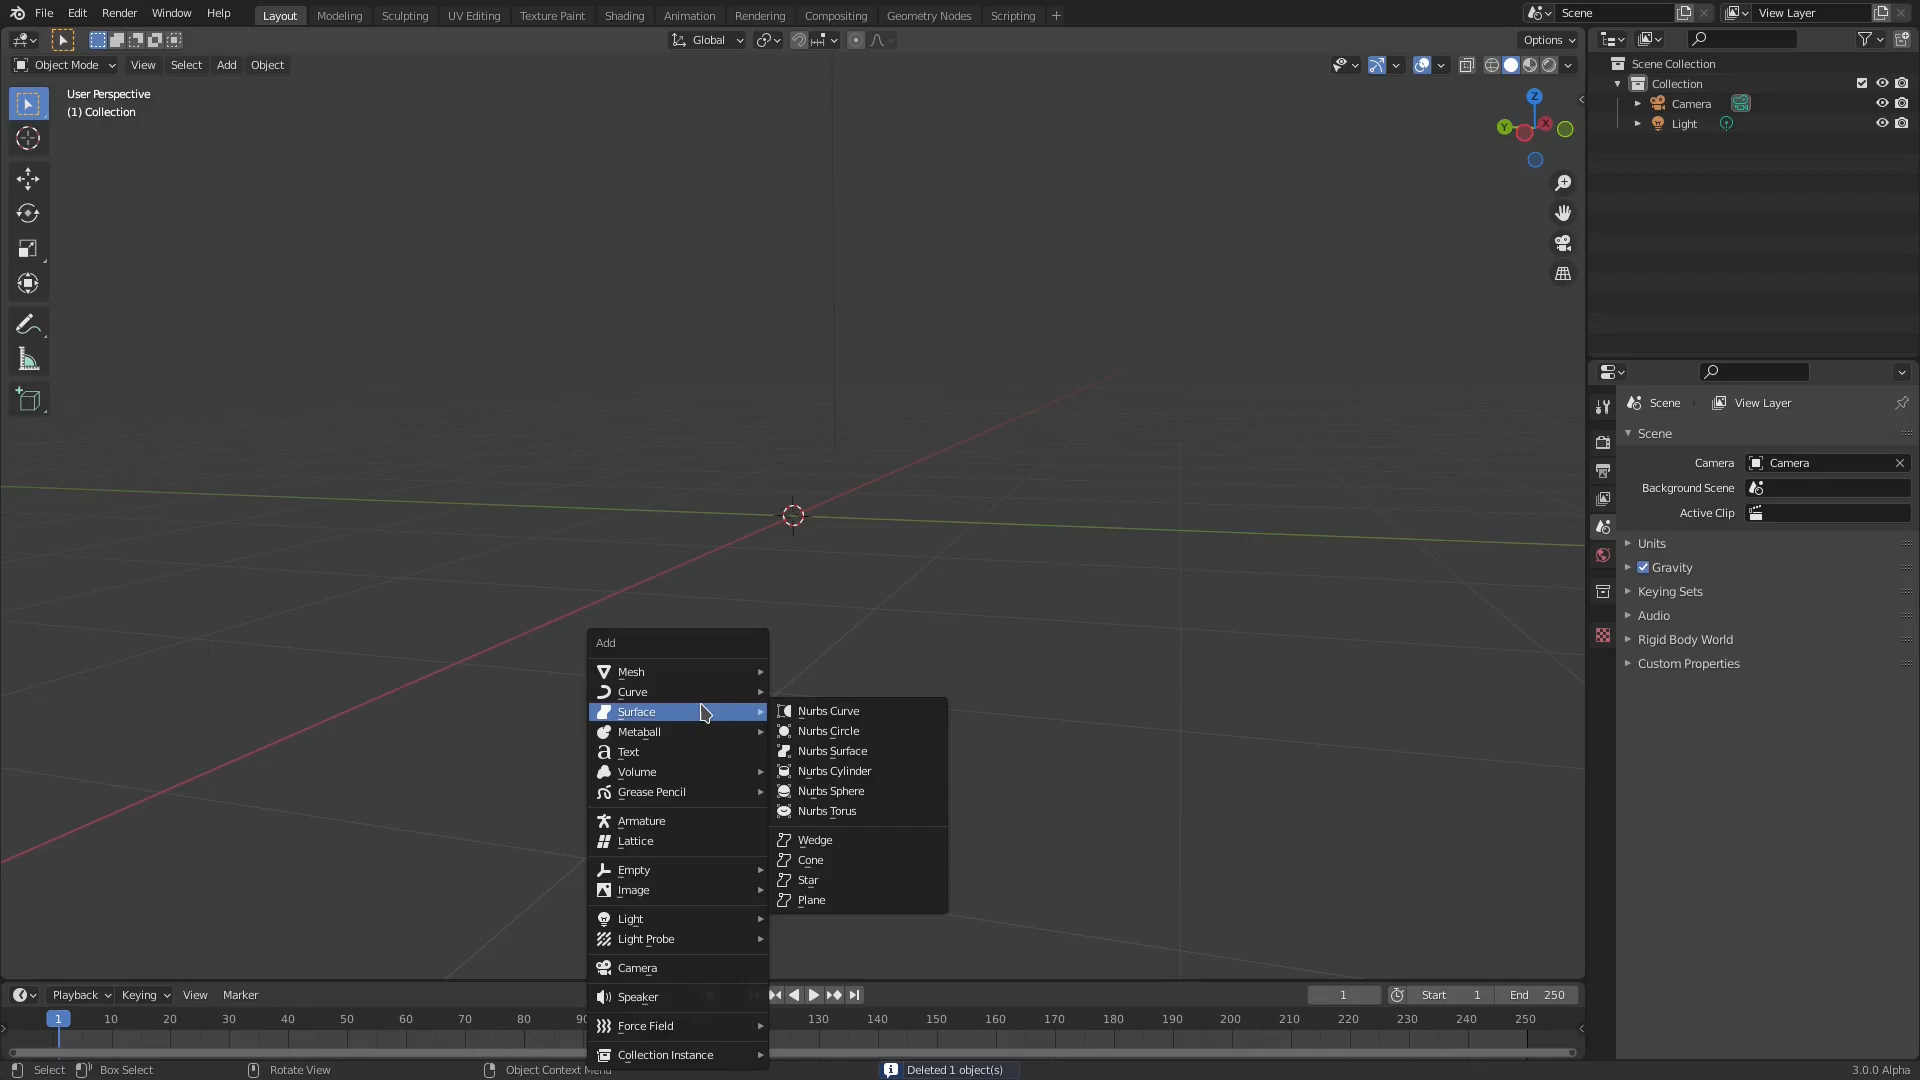 File Edit Render Window Help
Layout Modeling Sculpting UV Editing Texture Paint Shading Animation Rendering Compositing Geometry Nodes Scripting +
Scene
View Layer
Global
Options
Object Mode View Select Add Object
User Perspective
(1) Collection
Z
Y
X
Scene Collection
Collection
Camera
Light
Scene
View Layer
Scene
Camera
Camera
Background Scene
Active Clip
Units
Gravity
Keying Sets
Audio
Rigid Body World
Custom Properties
Add
Mesh
Curve
Surface
Metaball
Text
Volume
Grease Pencil
Armature
Lattice
Empty
Image
Light
Light Probe
Camera
Speaker
Force Field
Collection Instance
Nurbs Curve
Nurbs Circle
Nurbs Surface
Nurbs Cylinder
Nurbs Sphere
Nurbs Torus
Wedge
Cone
Star
Plane
Playback Keying View Marker
1
Start 1
End 250
1 10 20 30 40 50 60 70 80 130 140 150 160 170 180 190 200 210 220 230 240 250
Select
Box Select
Rotate View
Object Context Menu
Deleted 1 object(s)
3.0.0 Alpha